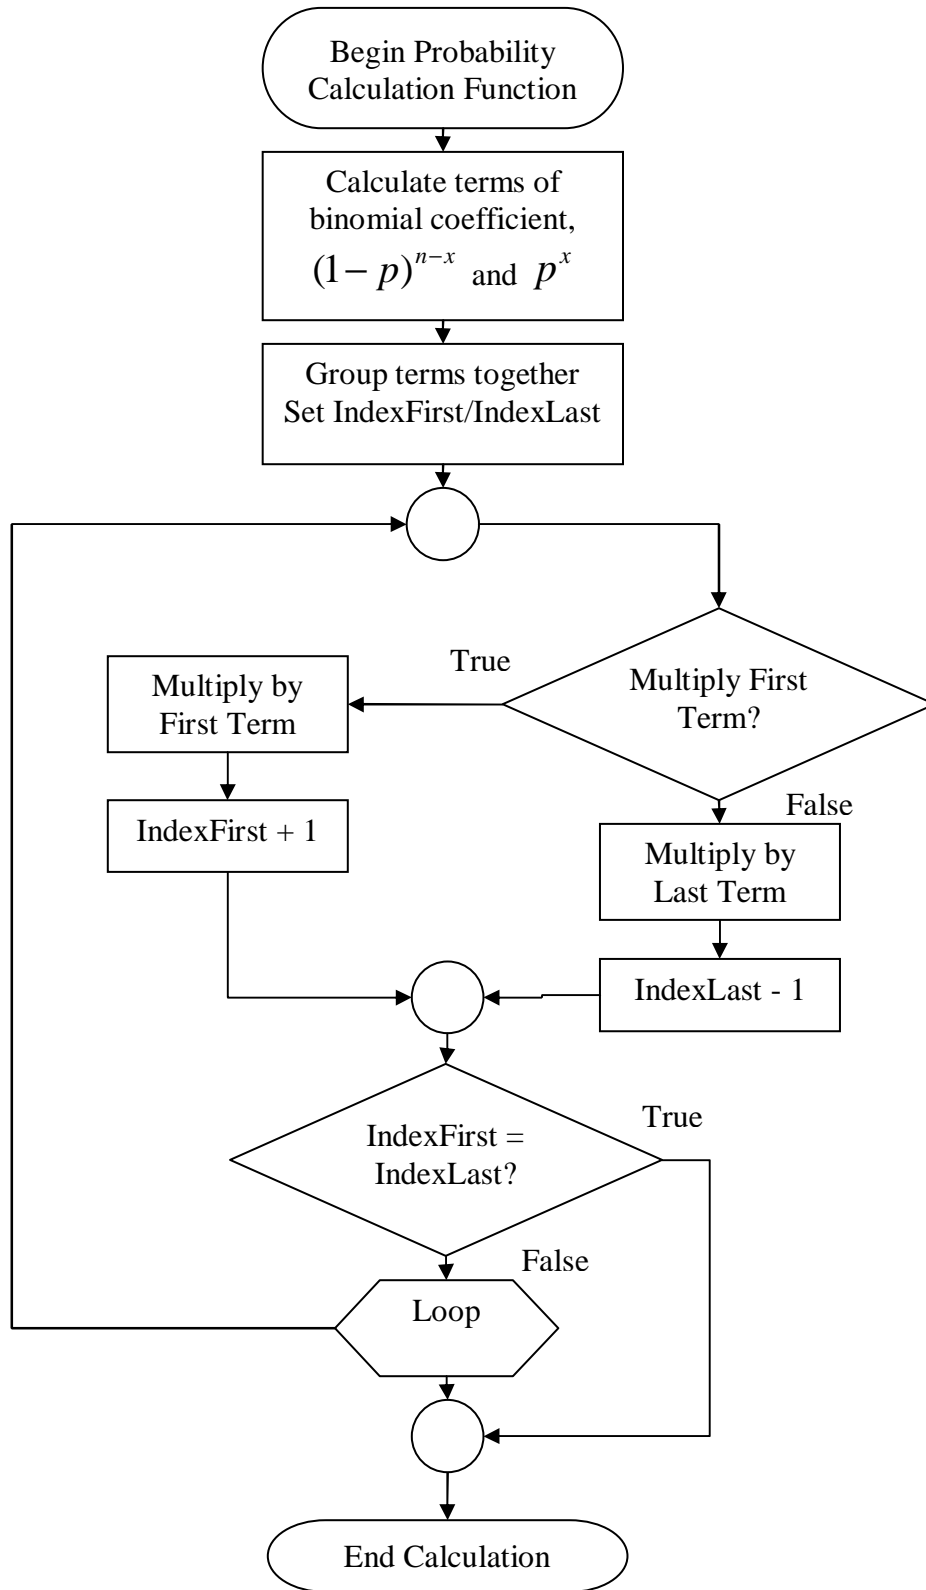 Begin Probability
Calculation Function
Calculate terms of
binomial coefficient,
(1− p)ⁿ⁻ˣ and pˣ
Group terms together
Set IndexFirst/IndexLast
Multiply First
Term?
True
Multiply by
First Term
IndexFirst + 1
False
Multiply by
Last Term
IndexLast - 1
IndexFirst =
IndexLast?
True
False
Loop
End Calculation